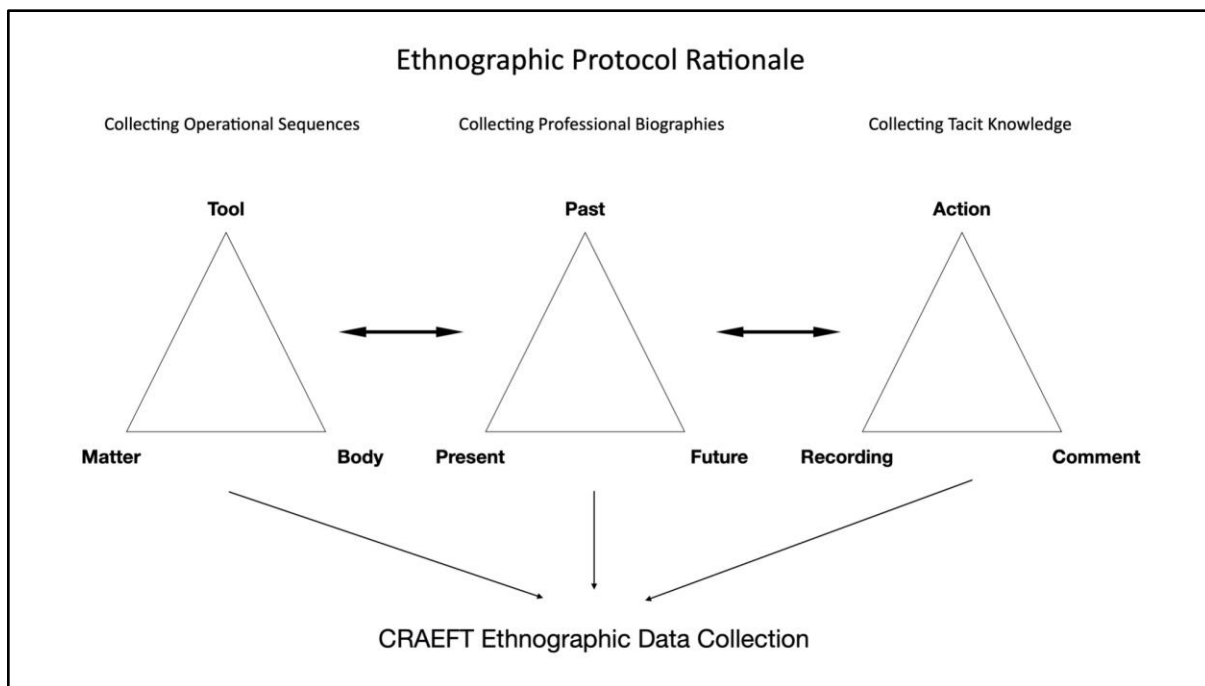 Ethnographic Protocol Rationale
Collecting Operational Sequences
Collecting Professional Biographies
Collecting Tacit Knowledge
Tool
Past
Action
Matter
Body
Present
Future
Recording
Comment
CRAEFT Ethnographic Data Collection